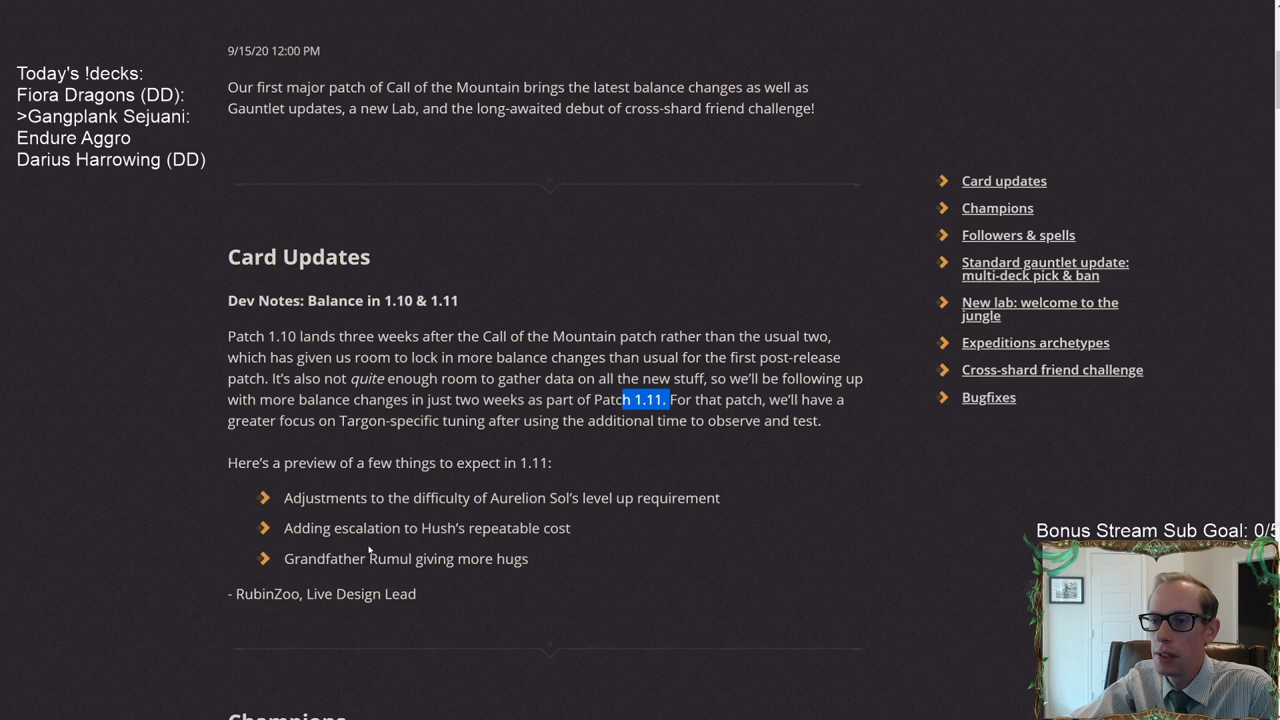 9/15/20 12:00 PM
Our first major patch of Call of the Mountain brings the latest balance changes as well as
Gauntlet updates, a new Lab, and the long-awaited debut of cross-shard friend challenge!
Today's !decks:
Fiora Dragons (DD):
>Gangplank Sejuani:
Endure Aggro
Darius Harrowing (DD)
Card updates
Champions
Followers & spells
Standard gauntlet update:
multi-deck pick & ban
New lab: welcome to the
jungle
Expeditions archetypes
Cross-shard friend challenge
Bugfixes
Card Updates
Dev Notes: Balance in 1.10 & 1.11
Patch 1.10 lands three weeks after the Call of the Mountain patch rather than the usual two,
which has given us room to lock in more balance changes than usual for the first post-release
patch. It's also not quite enough room to gather data on all the new stuff, so we'll be following up
with more balance changes in just two weeks as part of Patch 1.11. For that patch, we'll have a
greater focus on Targon-specific tuning after using the additional time to observe and test.
Here's a preview of a few things to expect in 1.11:
Adjustments to the difficulty of Aurelion Sol's level up requirement
Adding escalation to Hush's repeatable cost
Grandfather Rumul giving more hugs
- RubinZoo, Live Design Lead
Bonus Stream Sub Goal: 0/5
Champions